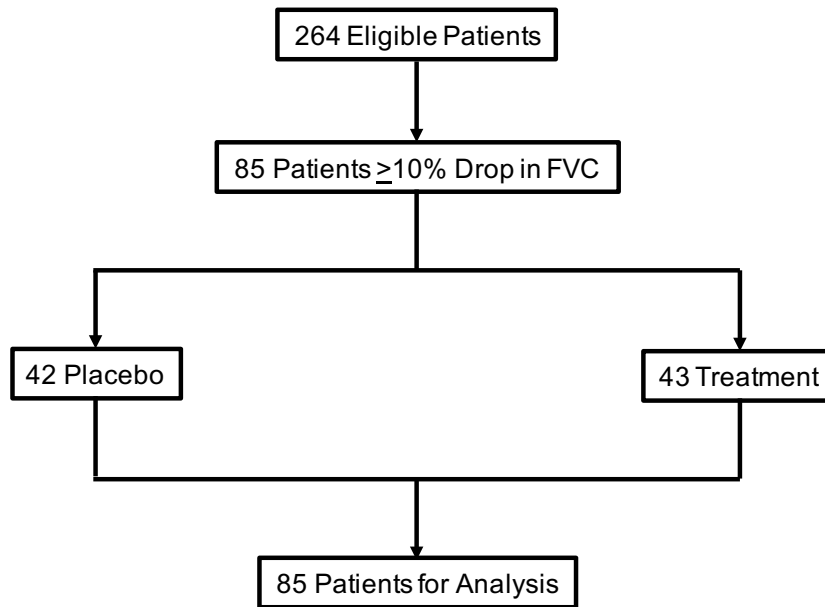 264 Eligible Patients
85 Patients ≥10% Drop in FVC
42 Placebo
43 Treatment
85 Patients for Analysis